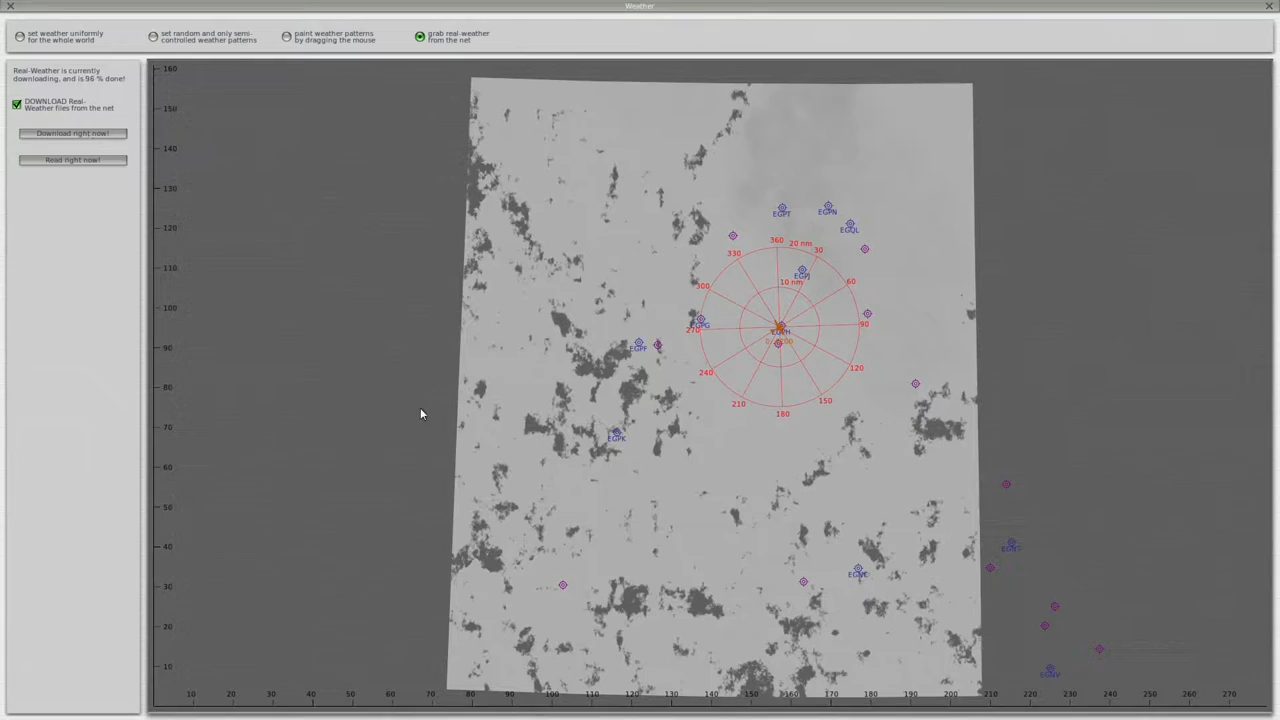 Weather
set weather uniformly
for the whole world
set random and only semi-
controlled weather patterns
paint weather patterns
by dragging the mouse
grab real-weather
from the net
Real-Weather is currently
downloading, and is 96 % done!
DOWNLOAD Real-
Weather files from the net
Download right now!
Read right now!
160
150
140
130
120
110
100
90
80
70
60
50
40
30
20
10
EGPT
EGPN
EGQL
360
20 nm
30
330
EGPJ
10 nm
60
300
EGPG
270
90
EGPF
240
120
210
150
180
EGPK
EGNC
EGNT
EGNV
10 20 30 40 50 60 70 80 90 100 110 120 130 140 150 160 170 180 190 200 210 220 230 240 250 260 270